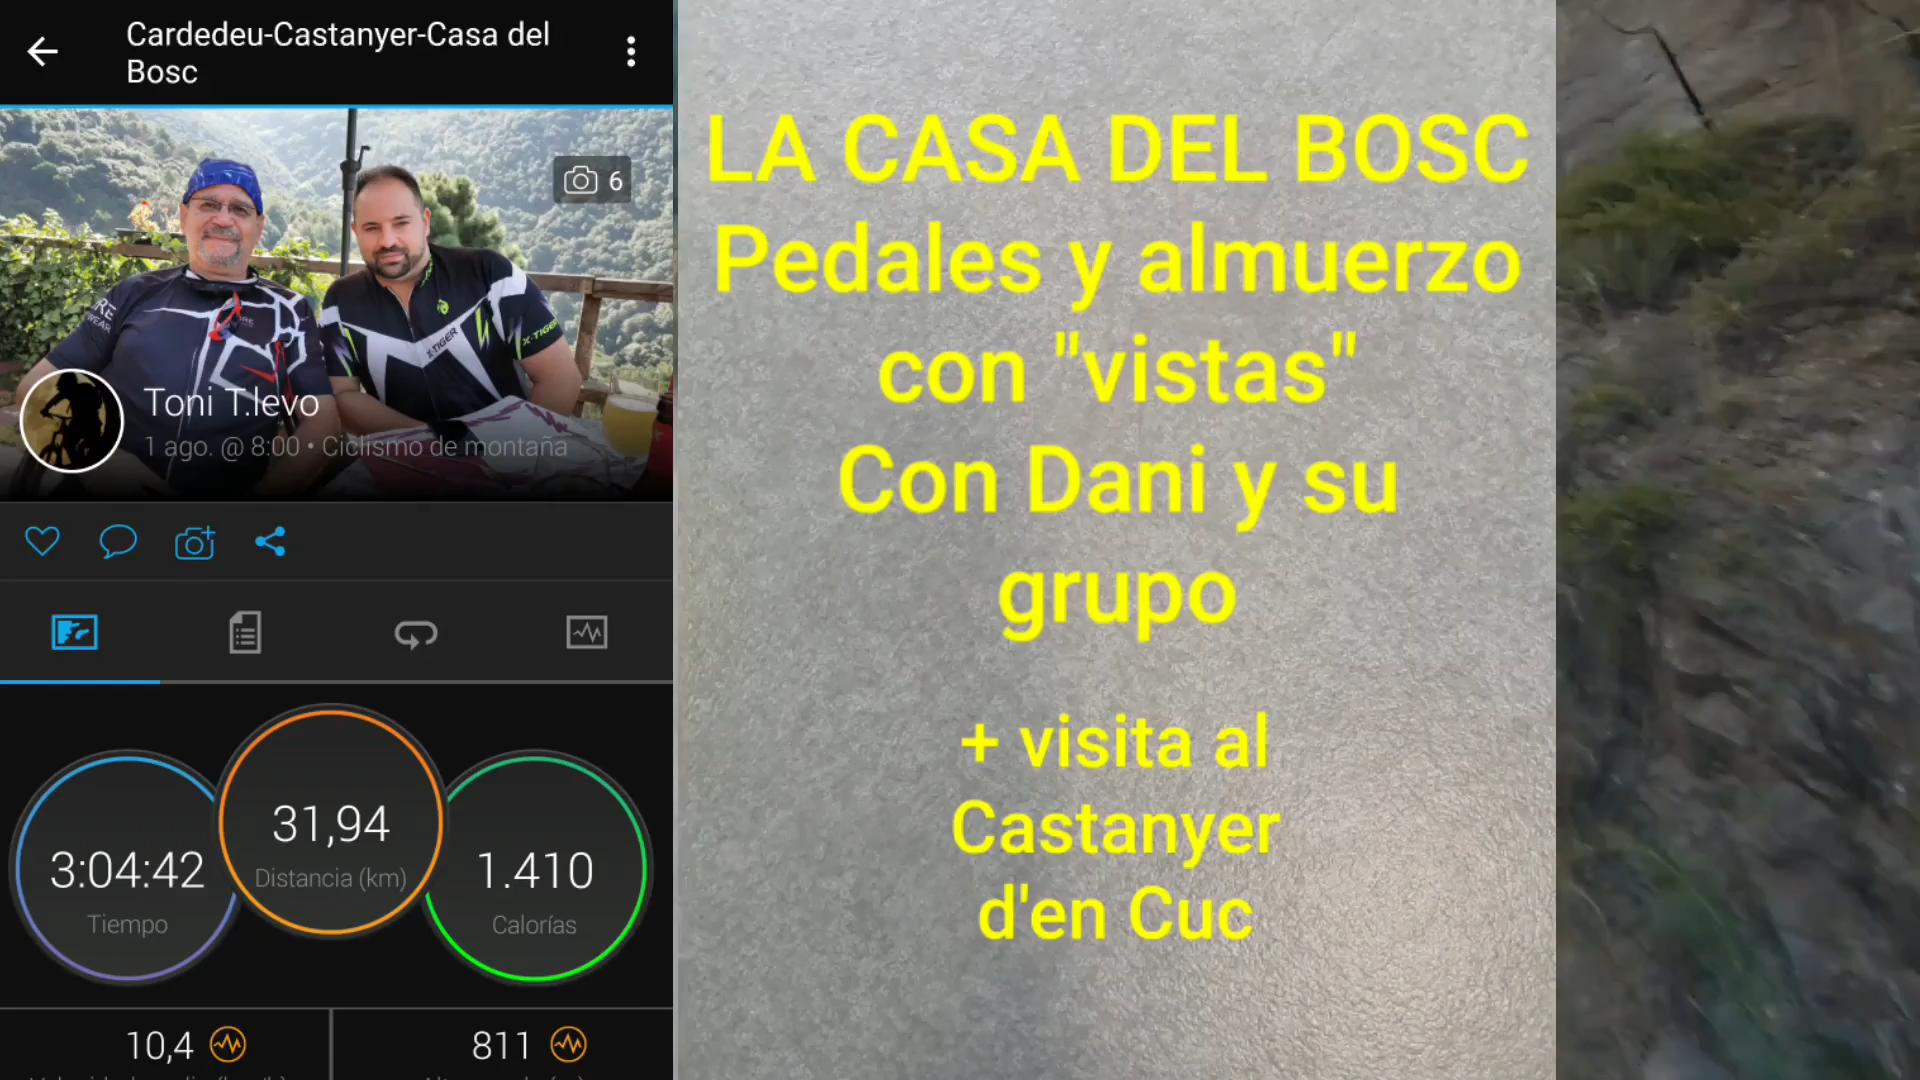 Cardedeu-Castanyer-Casa del
Bosc
6
X-TIGER
X-TIGER
Toni T.levo
1 ago. @ 8:00 • Ciclismo de montaña
31,94
Distancia (km)
3:04:42
Tiempo
1.410
Calorías
10,4
811
LA CASA DEL BOSC
Pedales y almuerzo
con "vistas"
Con Dani y su
grupo
+ visita al
Castanyer
d'en Cuc